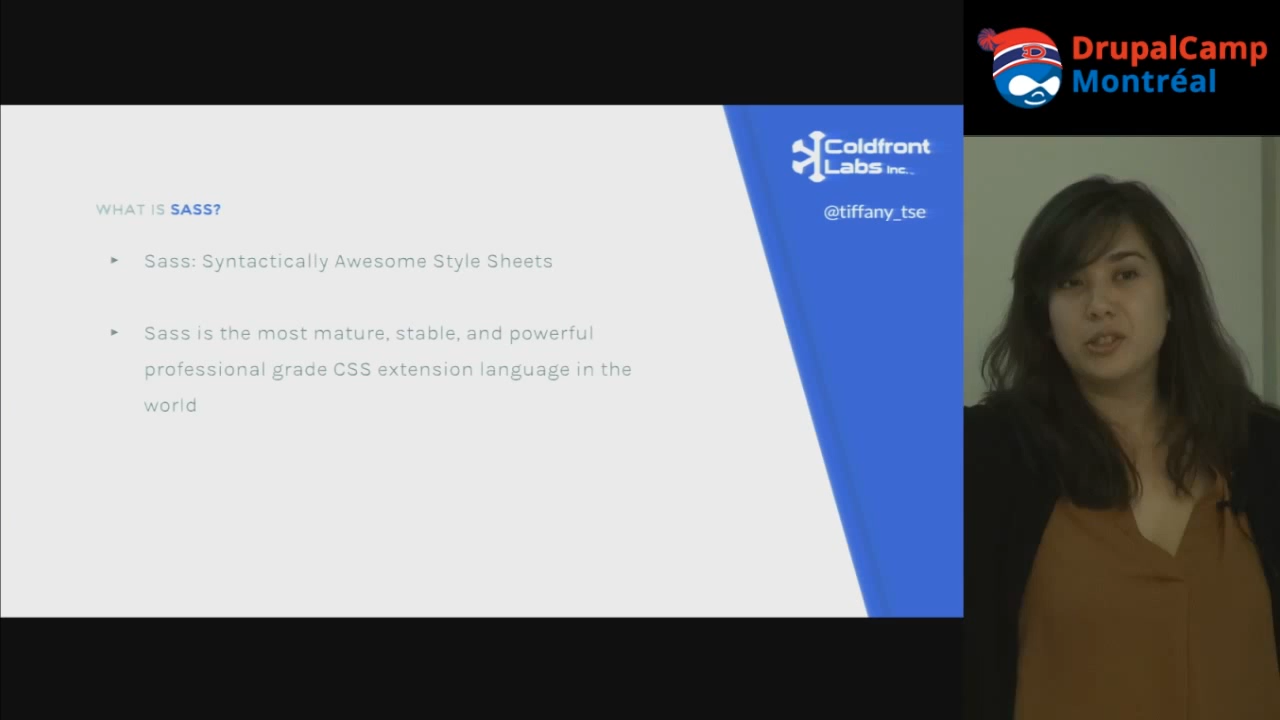 WHAT IS SASS?
► Sass: Syntactically Awesome Style Sheets
► Sass is the most mature, stable, and powerful
professional grade CSS extension language in the
world
Coldfront
Labs Inc.
@tiffany_tse
DrupalCamp
Montréal